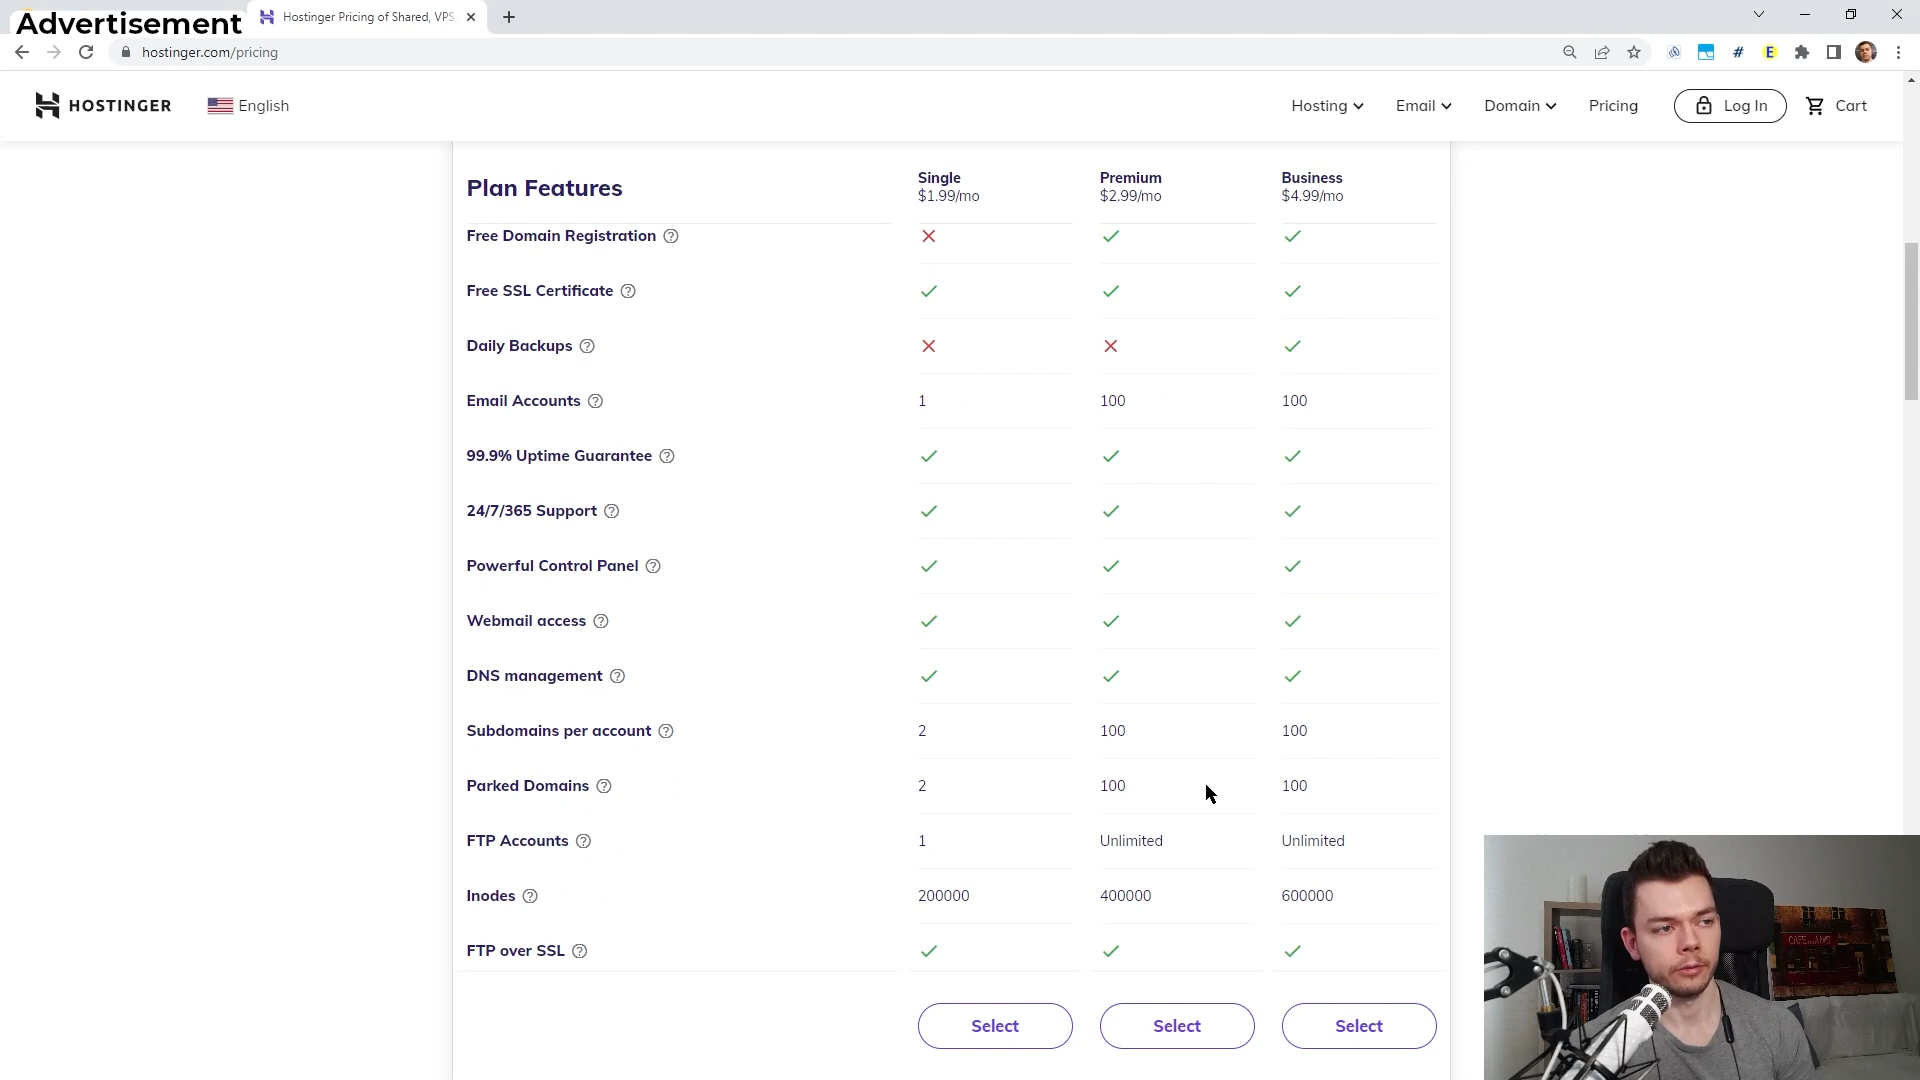 Advertisement
Hostinger Pricing of Shared, VPS,
hostinger.com/pricing
HOSTINGER English Hosting Email Domain Pricing Log In Cart
Plan Features Single Premium Business
$1.99/mo $2.99/mo $4.99/mo
Free Domain Registration
Free SSL Certificate
Daily Backups
Email Accounts 1 100 100
99.9% Uptime Guarantee
24/7/365 Support
Powerful Control Panel
Webmail access
DNS management
Subdomains per account 2 100 100
Parked Domains 2 100 100
FTP Accounts 1 Unlimited Unlimited
Inodes 200000 400000 600000
FTP over SSL
Select Select Select